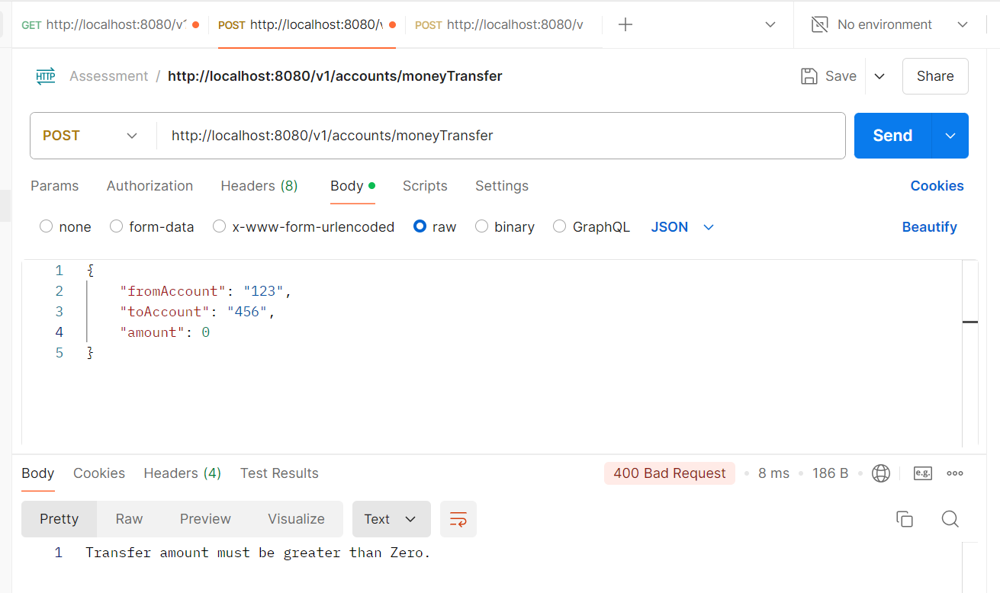 GET http://localhost:8080/v1 POST http://localhost:8080/v POST http://localhost:8080/v No environment
HTTP Assessment / http://localhost:8080/v1/accounts/moneyTransfer Save Share
POST http://localhost:8080/v1/accounts/moneyTransfer Send
Params Authorization Headers (8) Body Scripts Settings Cookies
none form-data x-www-form-urlencoded raw binary GraphQL JSON Beautify
1 {
2 "fromAccount": "123",
3 "toAccount": "456",
4 "amount": 0
5 }
Body Cookies Headers (4) Test Results 400 Bad Request 8 ms 186 B e.g.
Pretty Raw Preview Visualize Text
1 Transfer amount must be greater than Zero.